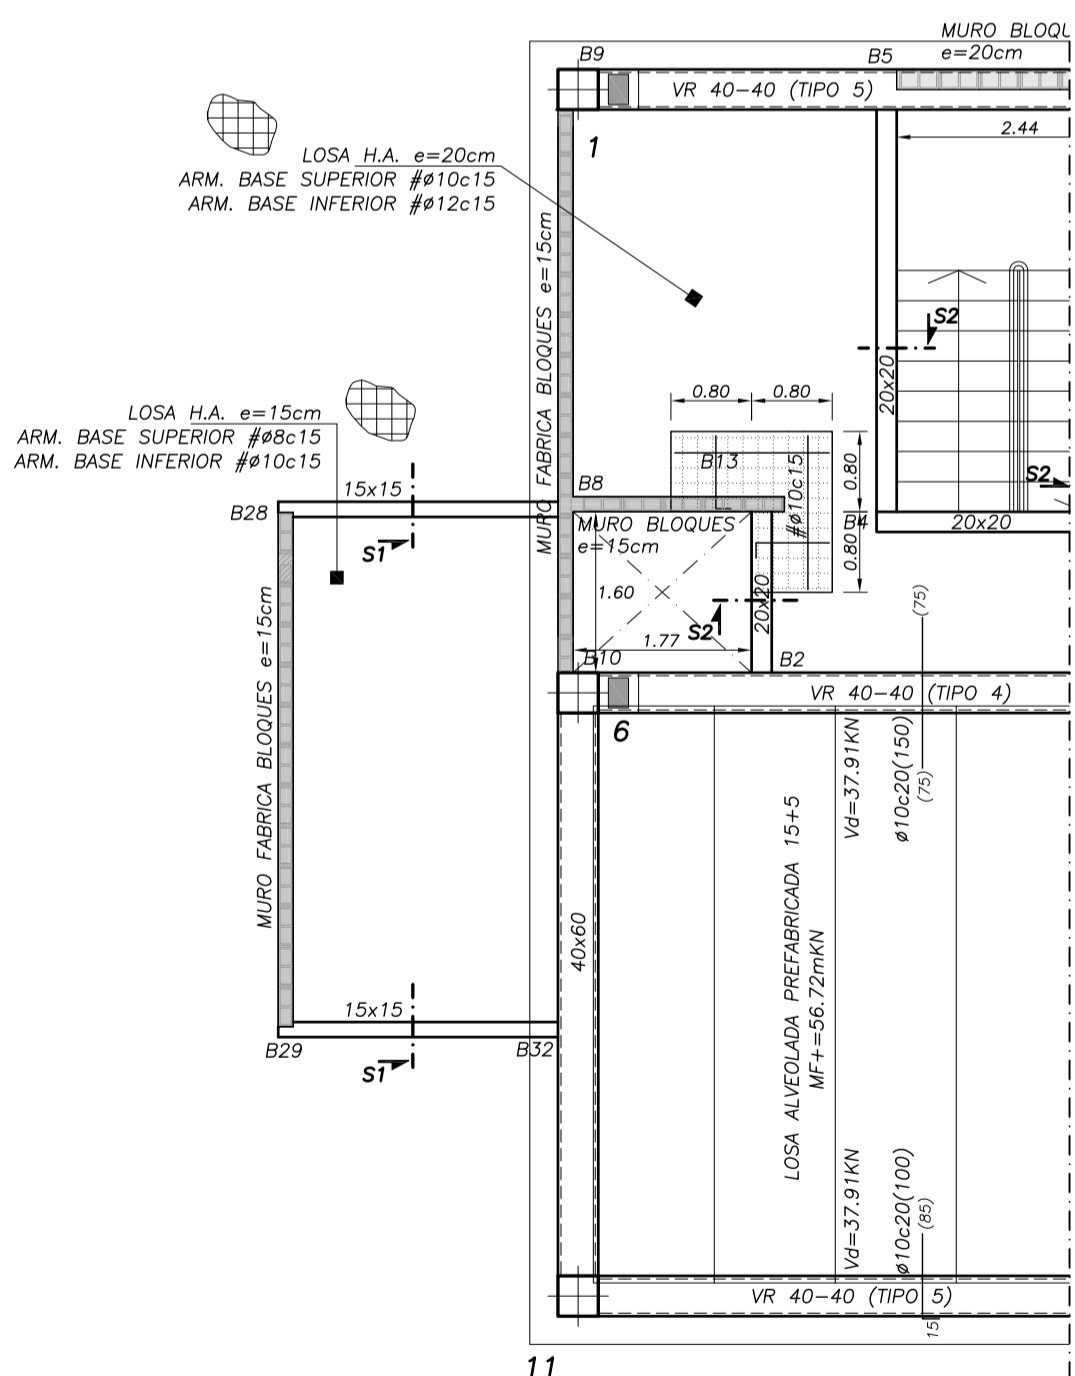 MURO BLOQU
e=20cm
B9
B5
VR 40-40 (TIPO 5)
1
2.44
LOSA H.A. e=20cm
ARM. BASE SUPERIOR #ø10c15
ARM. BASE INFERIOR #ø12c15
MURO FABRICA BLOQUES e=15cm
S2
20x20
0.80
0.80
LOSA H.A. e=15cm
ARM. BASE SUPERIOR #ø8c15
ARM. BASE INFERIOR #ø10c15
B13
#ø10c15
0.80
S2
B8
15x15
B28
MURO BLOQUES
e=15cm
B4
20x20
0.80
S1
1.60
20x20
S2
1.77
(75)
MURO FABRICA BLOQUES e=15cm
B10
B2
VR 40-40 (TIPO 4)
6
Vd=37.91KN
ø10c20(150)
(75)
LOSA ALVEOLADA PREFABRICADA 15+5
MF+=56.72mKN
40x60
15x15
B29
B32
S1
Vd=37.91KN
ø10c20(100)
(85)
VR 40-40 (TIPO 5)
15
11